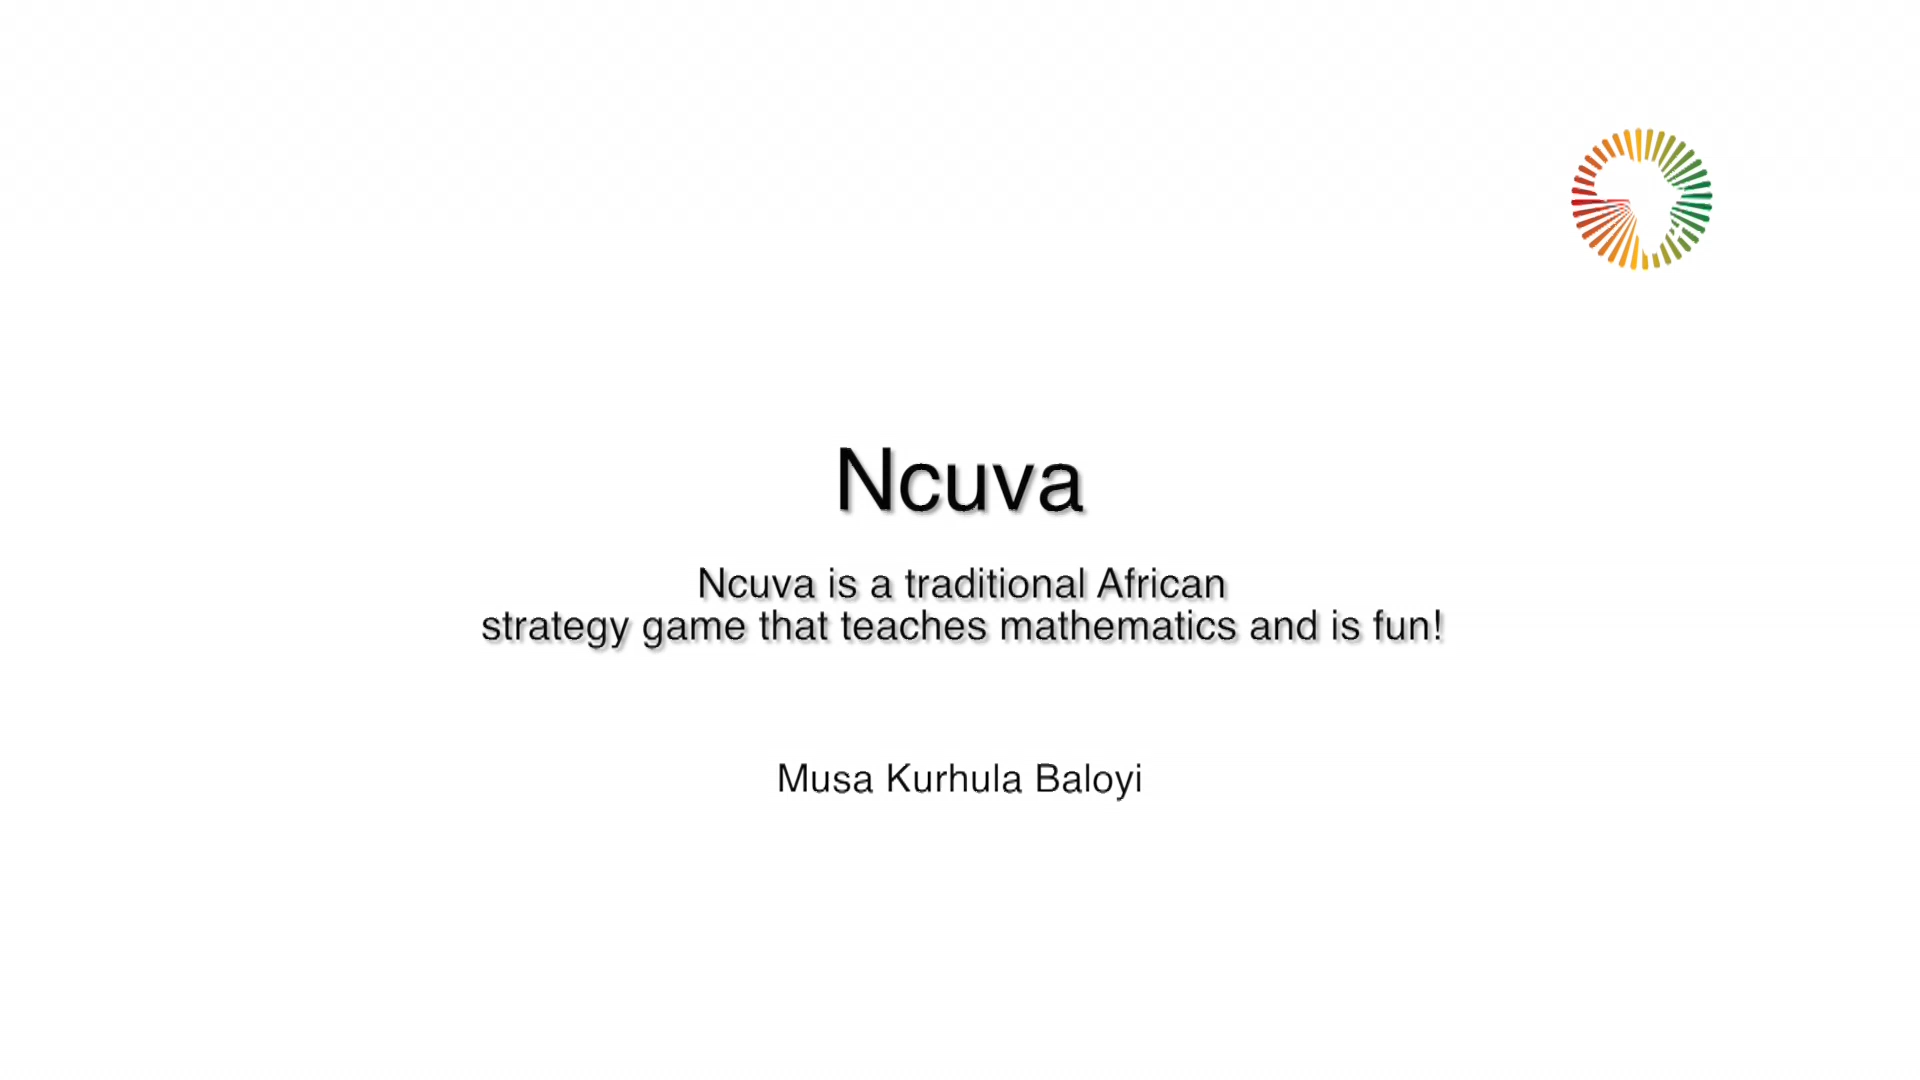 Ncuva
Ncuva is a traditional African
strategy game that teaches mathematics and is fun!
Musa Kurhula Baloyi